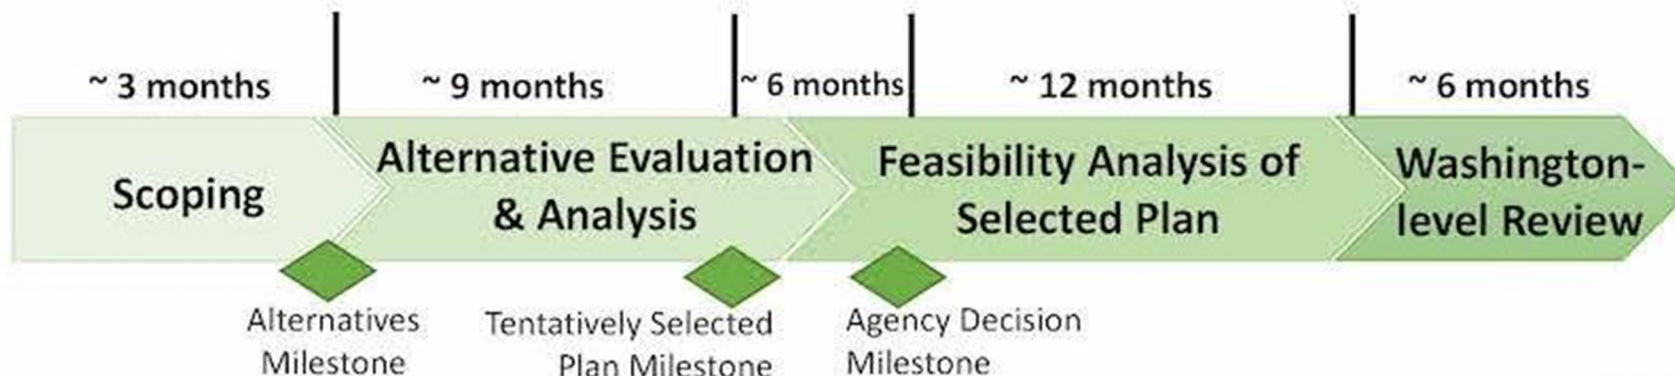 ~ 3 months
~ 9 months
~ 6 months
~ 12 months
~ 6 months
Scoping
Alternative Evaluation
& Analysis
Feasibility Analysis of
Selected Plan
Washington-
level Review
Alternatives
Milestone
Tentatively Selected
Plan Milestone
Agency Decision
Milestone